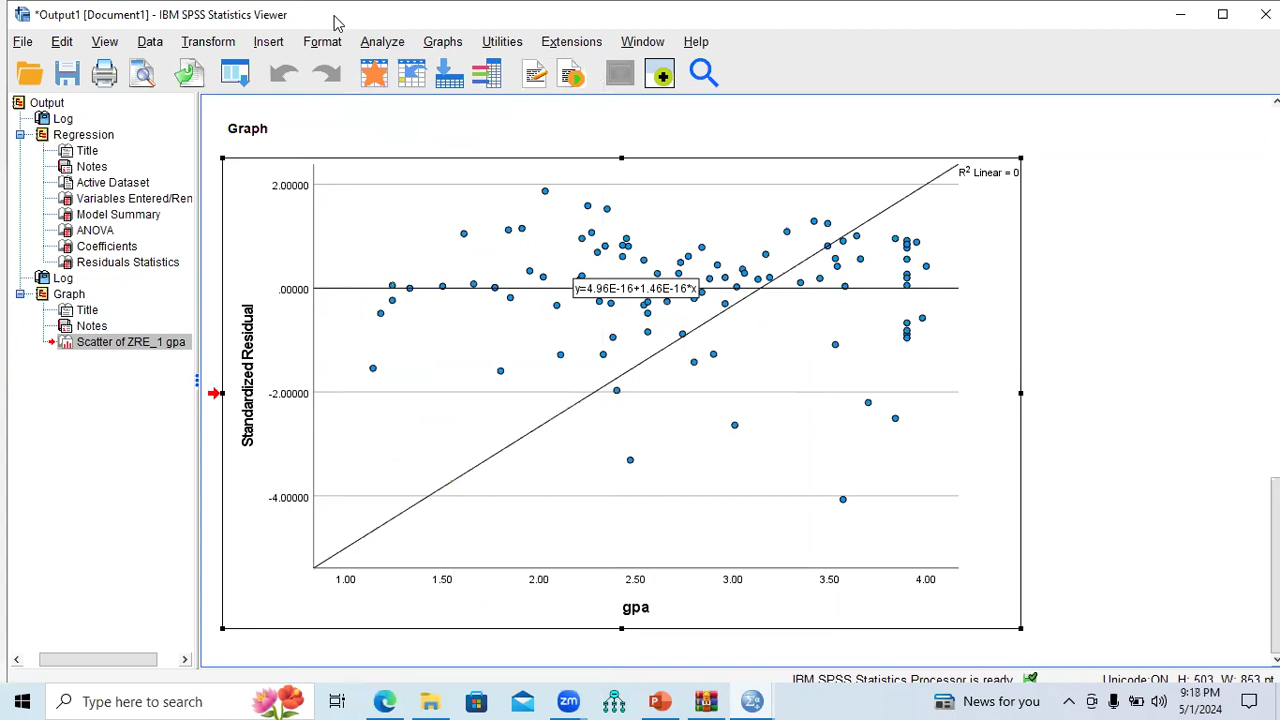 *Output1 [Document1] - IBM SPSS Statistics Viewer
File Edit View Data Transform Insert Format Analyze Graphs Utilities Extensions Window Help
Output
Log
Regression
Title
Notes
Active Dataset
Variables Entered/Ren
Model Summary
ANOVA
Coefficients
Residuals Statistics
Log
Graph
Title
Notes
Scatter of ZRE_1 gpa
Graph
R2 Linear = 0
2.00000
.00000
-2.00000
-4.00000
Standardized Residual
y=4.96E-16+1.46E-16*x
1.00 1.50 2.00 2.50 3.00 3.50 4.00
gpa
IBM SPSS Statistics Processor is ready
Unicode:ON H: 503, W: 853 pt
Type here to search
zm
News for you
5:18 PM
5/1/2024